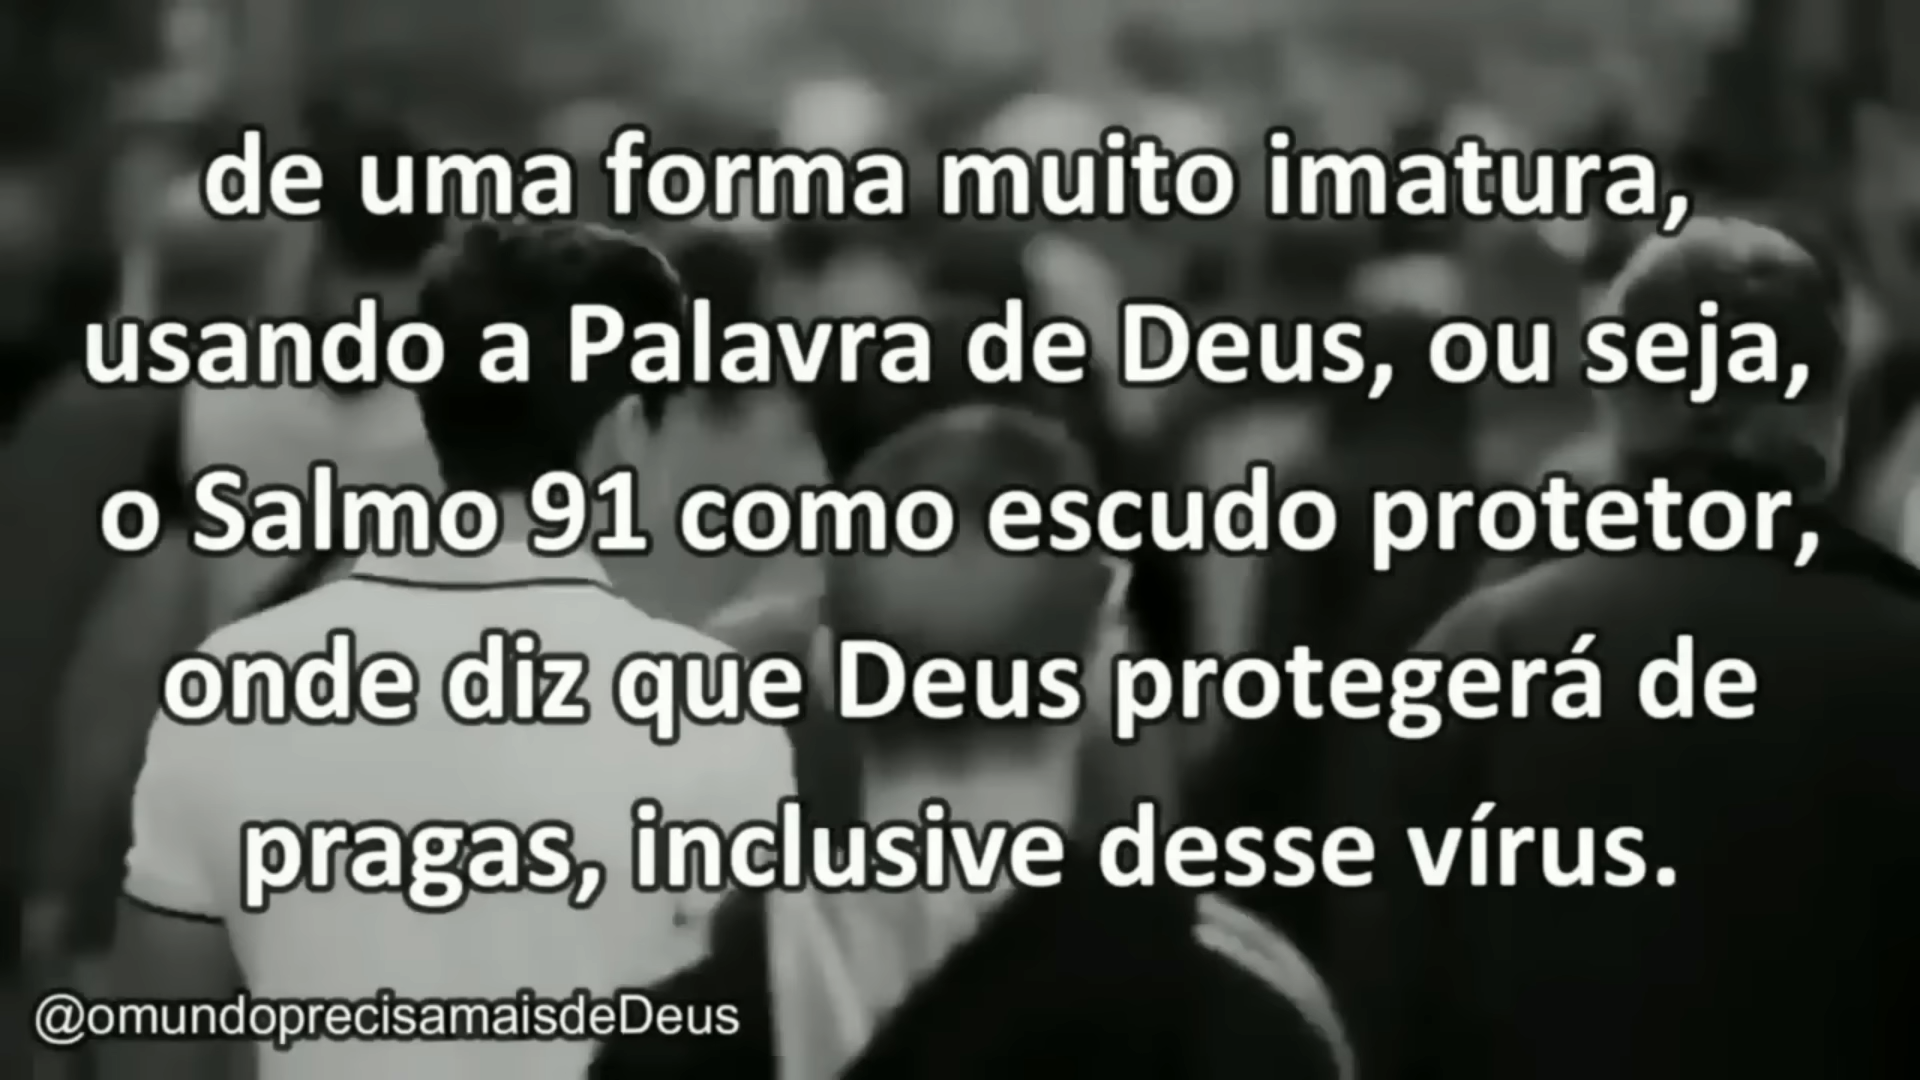 de uma forma muito imatura,
usando a Palavra de Deus, ou seja,
o Salmo 91 como escudo protetor,
onde diz que Deus protegerá de
pragas, inclusive desse vírus.
@omundoprecisamaisdeDeus